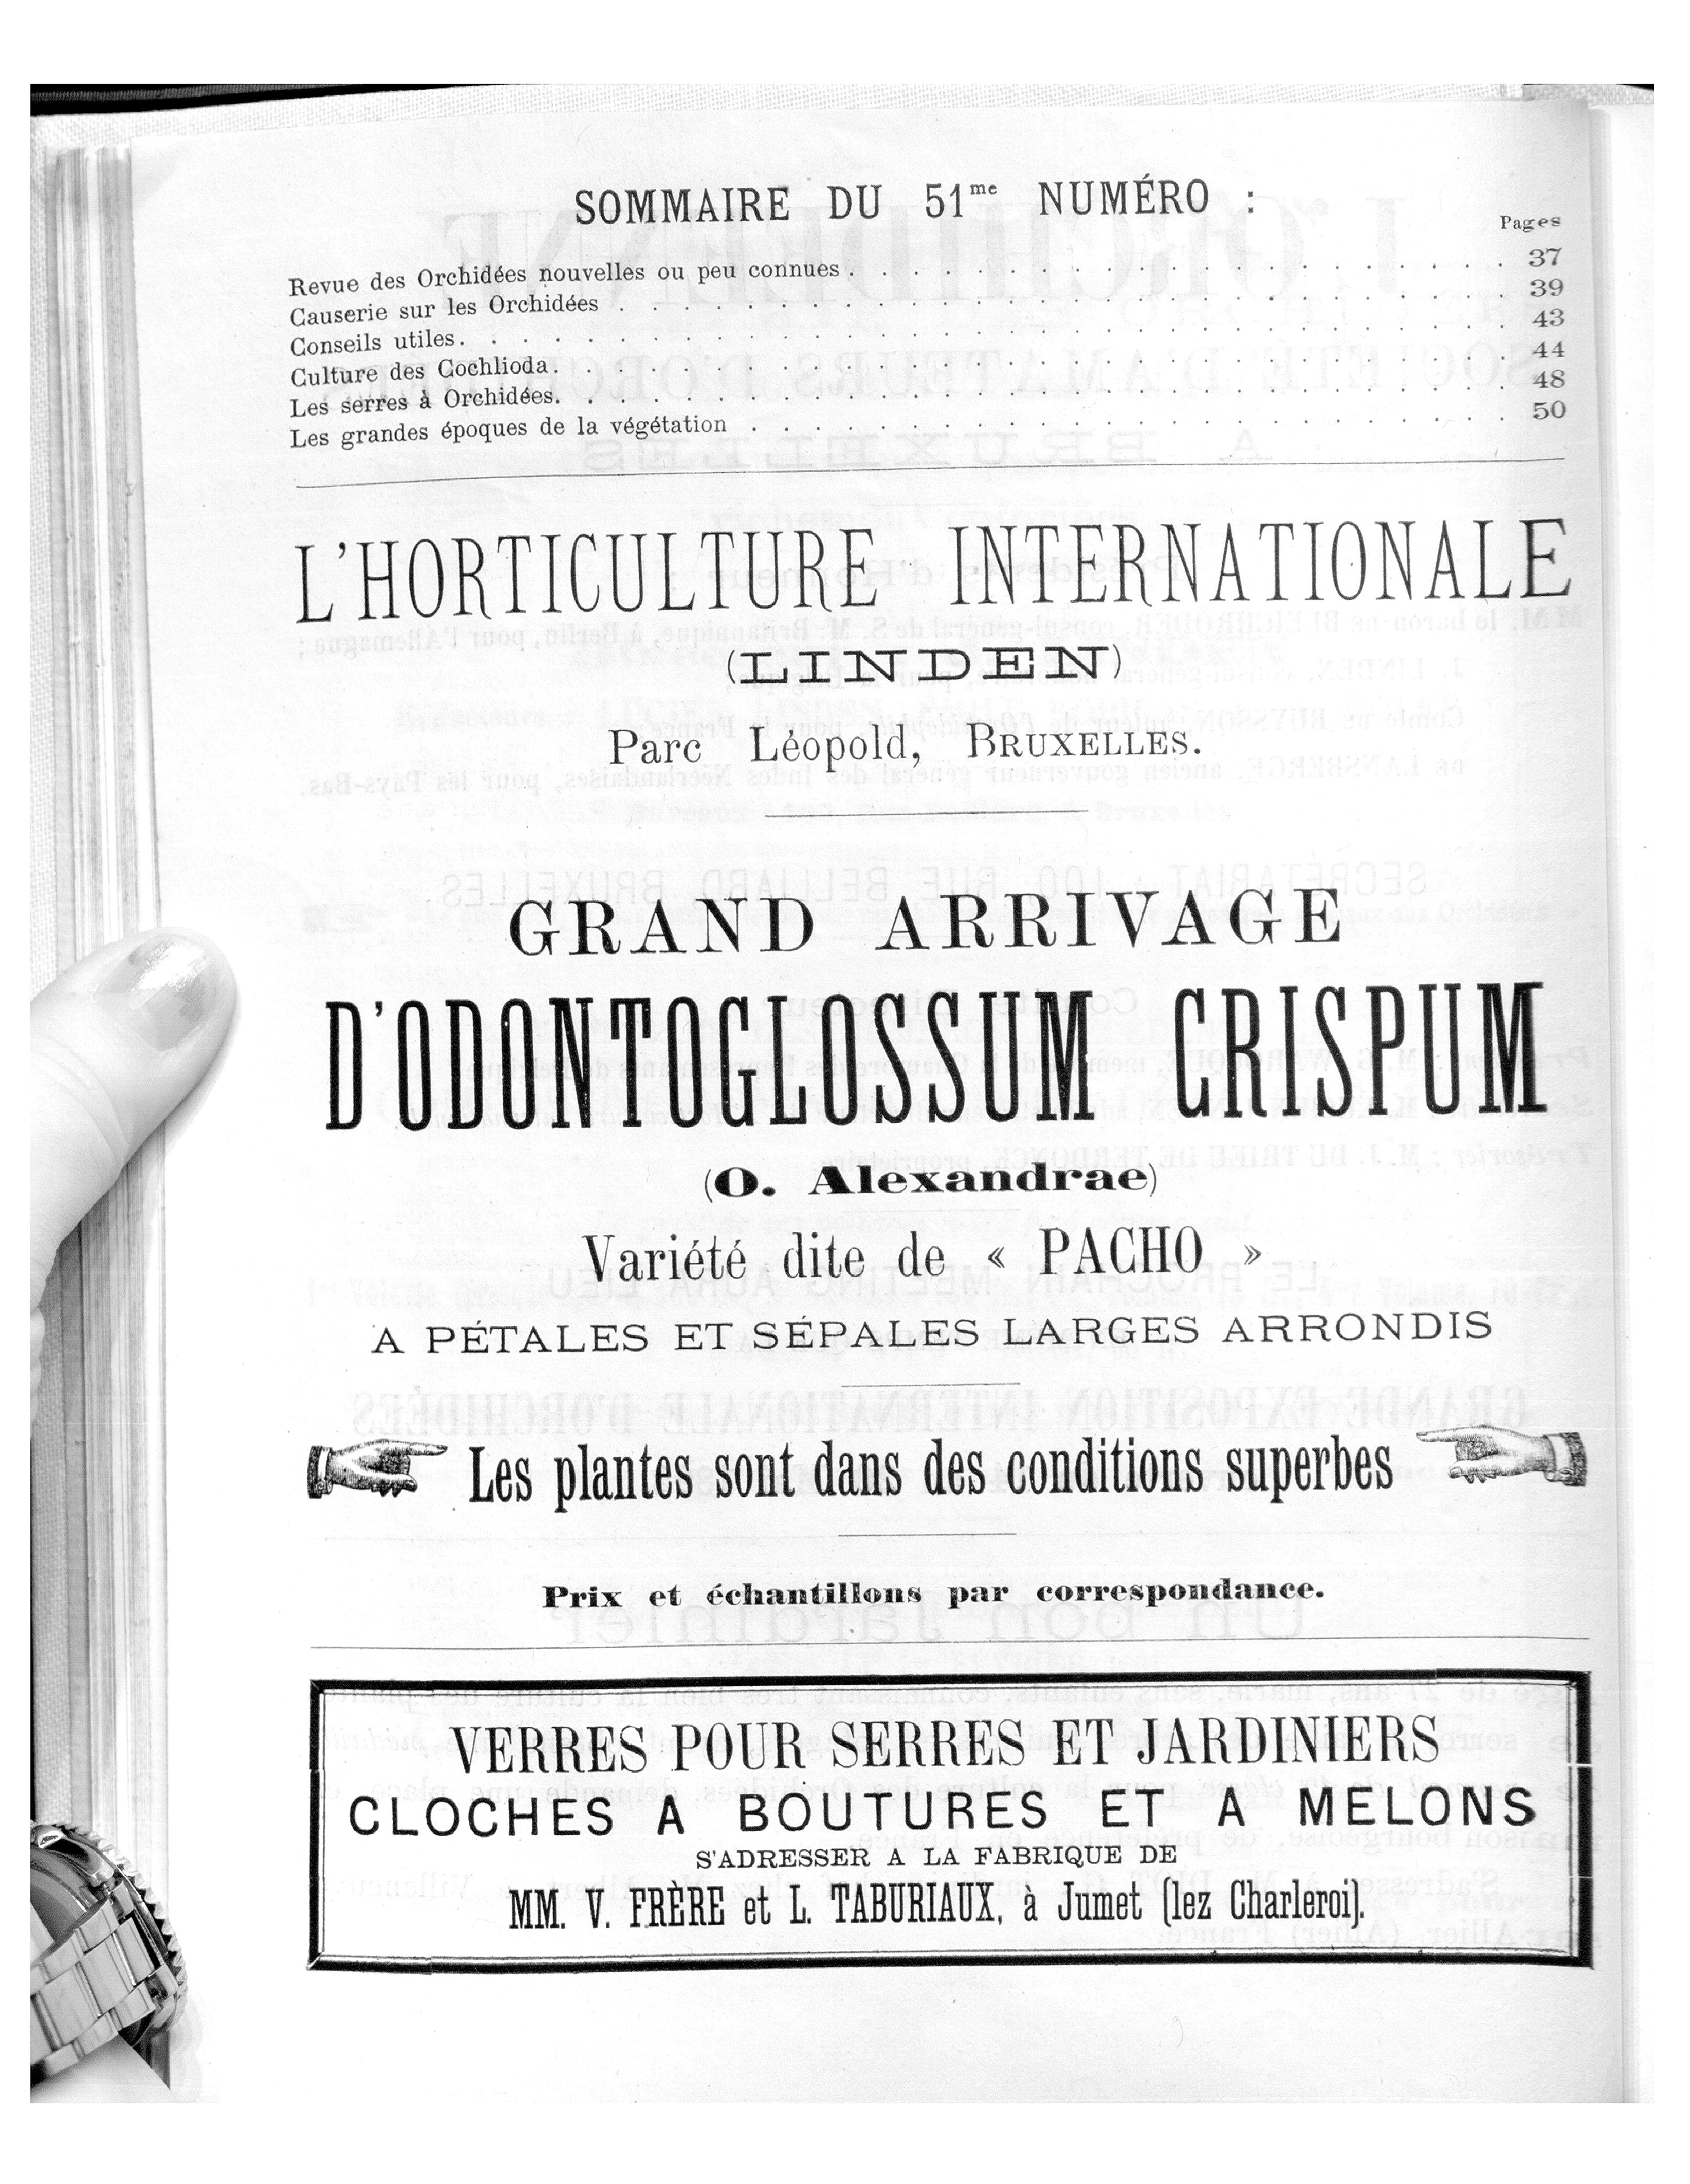 SOMMAIRE DU 51me NUMÉRO :
Pages
Revue des Orchidées nouvelles ou peu connues . . . . . . . . . . . . . . . . . . . . . 37
Causerie sur les Orchidées . . . . . . . . . . . . . . . . . . . . . . . . . . . . 39
Conseils utiles. . . . . . . . . . . . . . . . . . . . . . . . . . . . . . . . . 43
Culture des Cochlioda. . . . . . . . . . . . . . . . . . . . . . . . . . . . . . 44
Les serres à Orchidées. . . . . . . . . . . . . . . . . . . . . . . . . . . . . . 48
Les grandes époques de la végétation . . . . . . . . . . . . . . . . . . . . . . . . 50
L'HORTICULTURE INTERNATIONALE
(LINDEN)
Parc Léopold, BRUXELLES.
GRAND ARRIVAGE
D'ODONTOGLOSSUM CRISPUM
(O. Alexandrae)
Variété dite de « PACHO »
A PÉTALES ET SÉPALES LARGES ARRONDIS
Les plantes sont dans des conditions superbes
Prix et échantillons par correspondance.
VERRES POUR SERRES ET JARDINIERS
CLOCHES A BOUTURES ET A MELONS
S'ADRESSER A LA FABRIQUE DE
MM. V. FRÈRE et L. TABURIAUX, à Jumet (lez Charleroi).